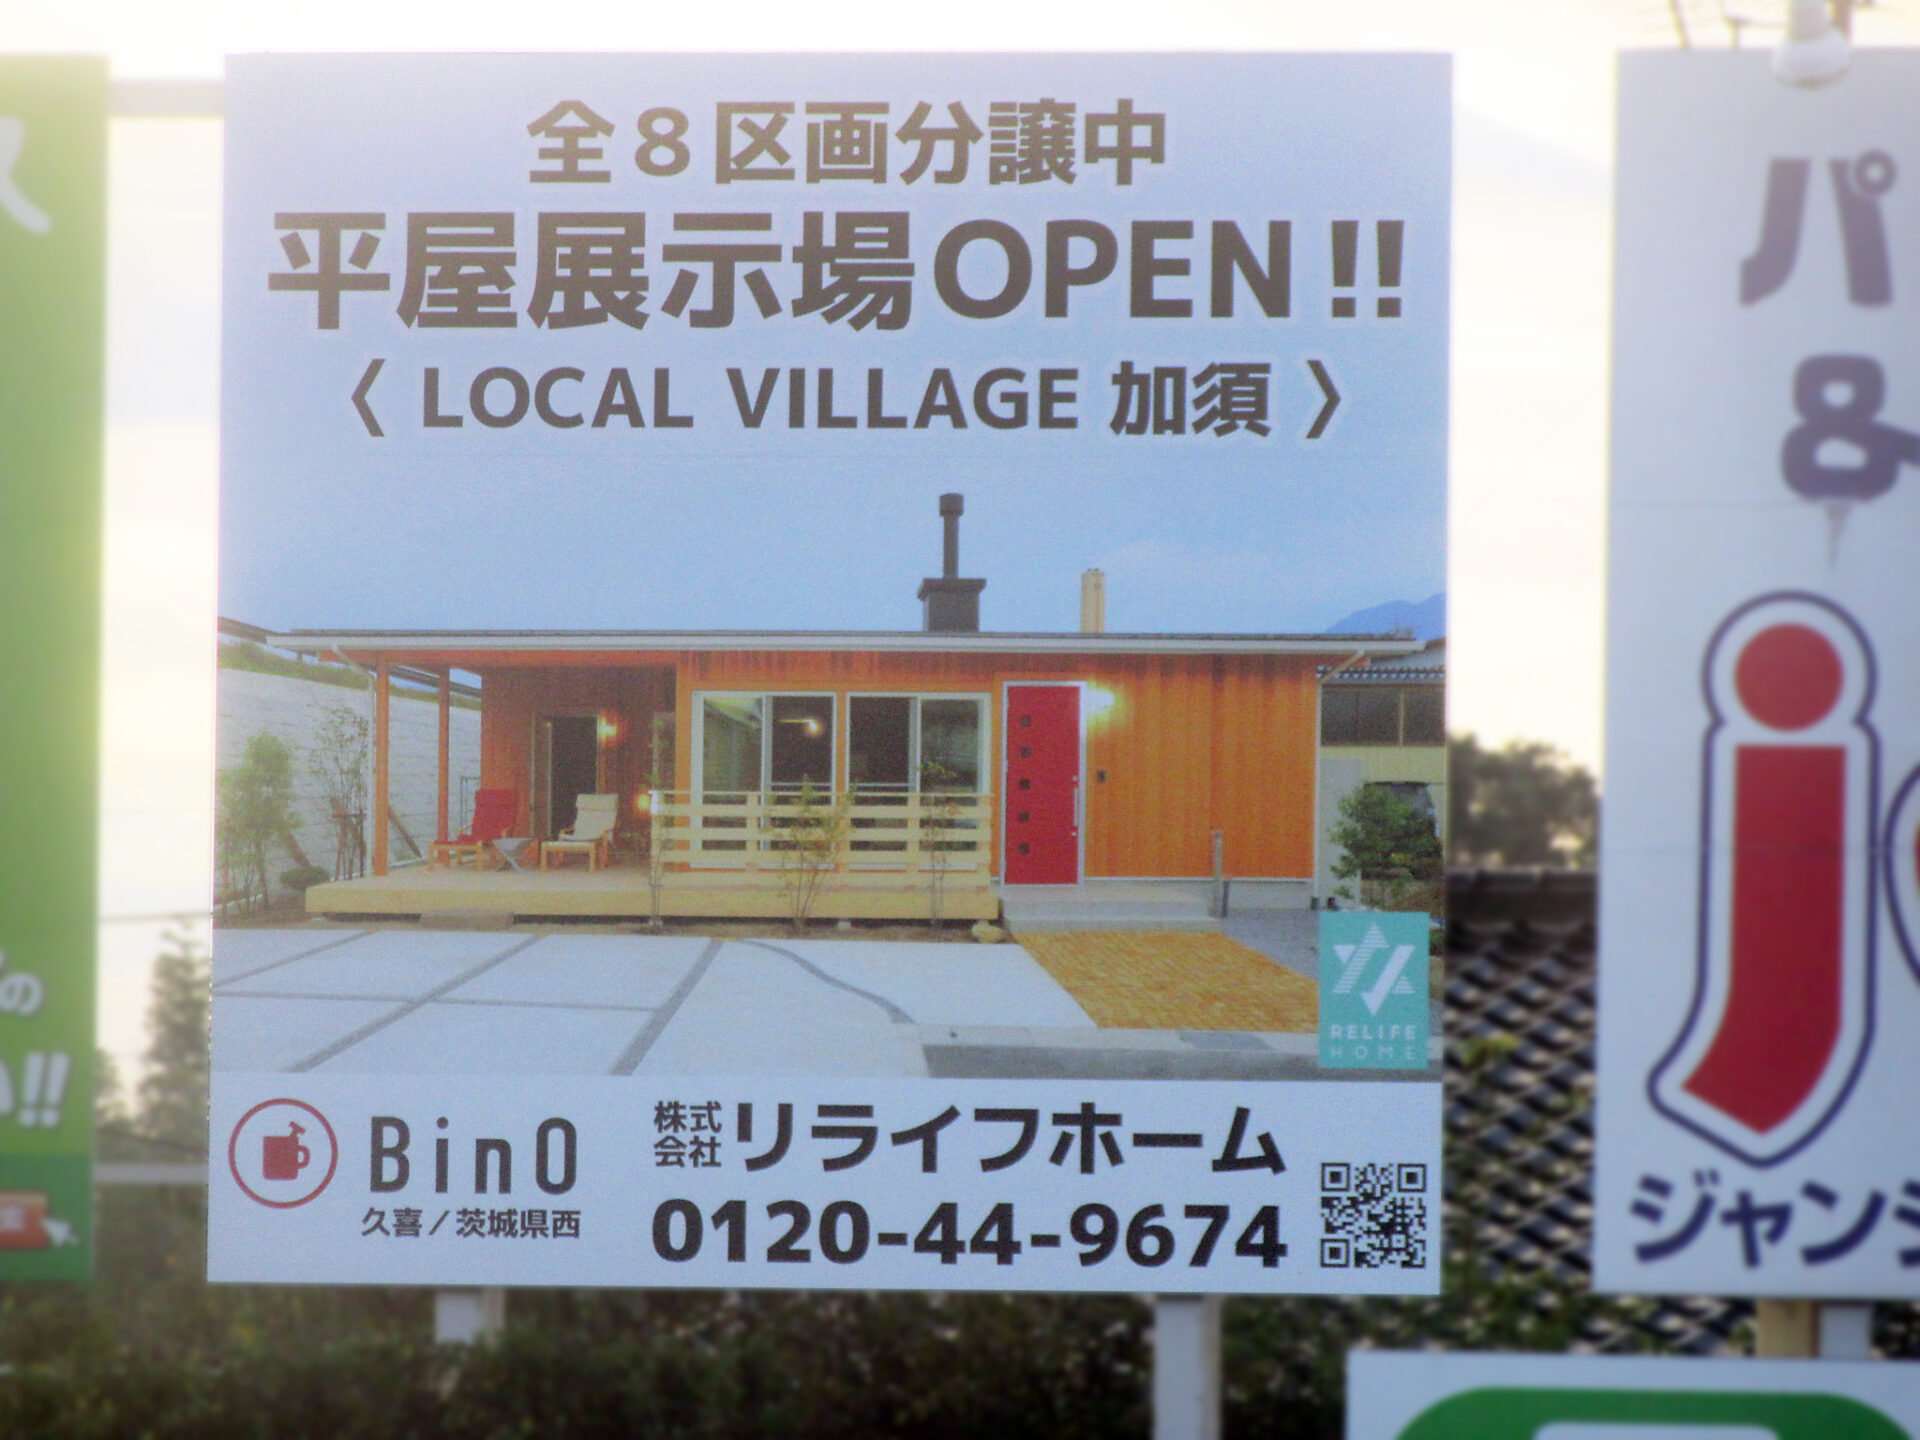 全8区画分譲中
平屋展示場OPEN!!
〈 LOCAL VILLAGE 加須 〉
RELIFE
HOME
BinO
久喜/茨城県西
株式会社リライフホーム
0120-44-9674
ス
の
!!
パ
&
j
ジャン